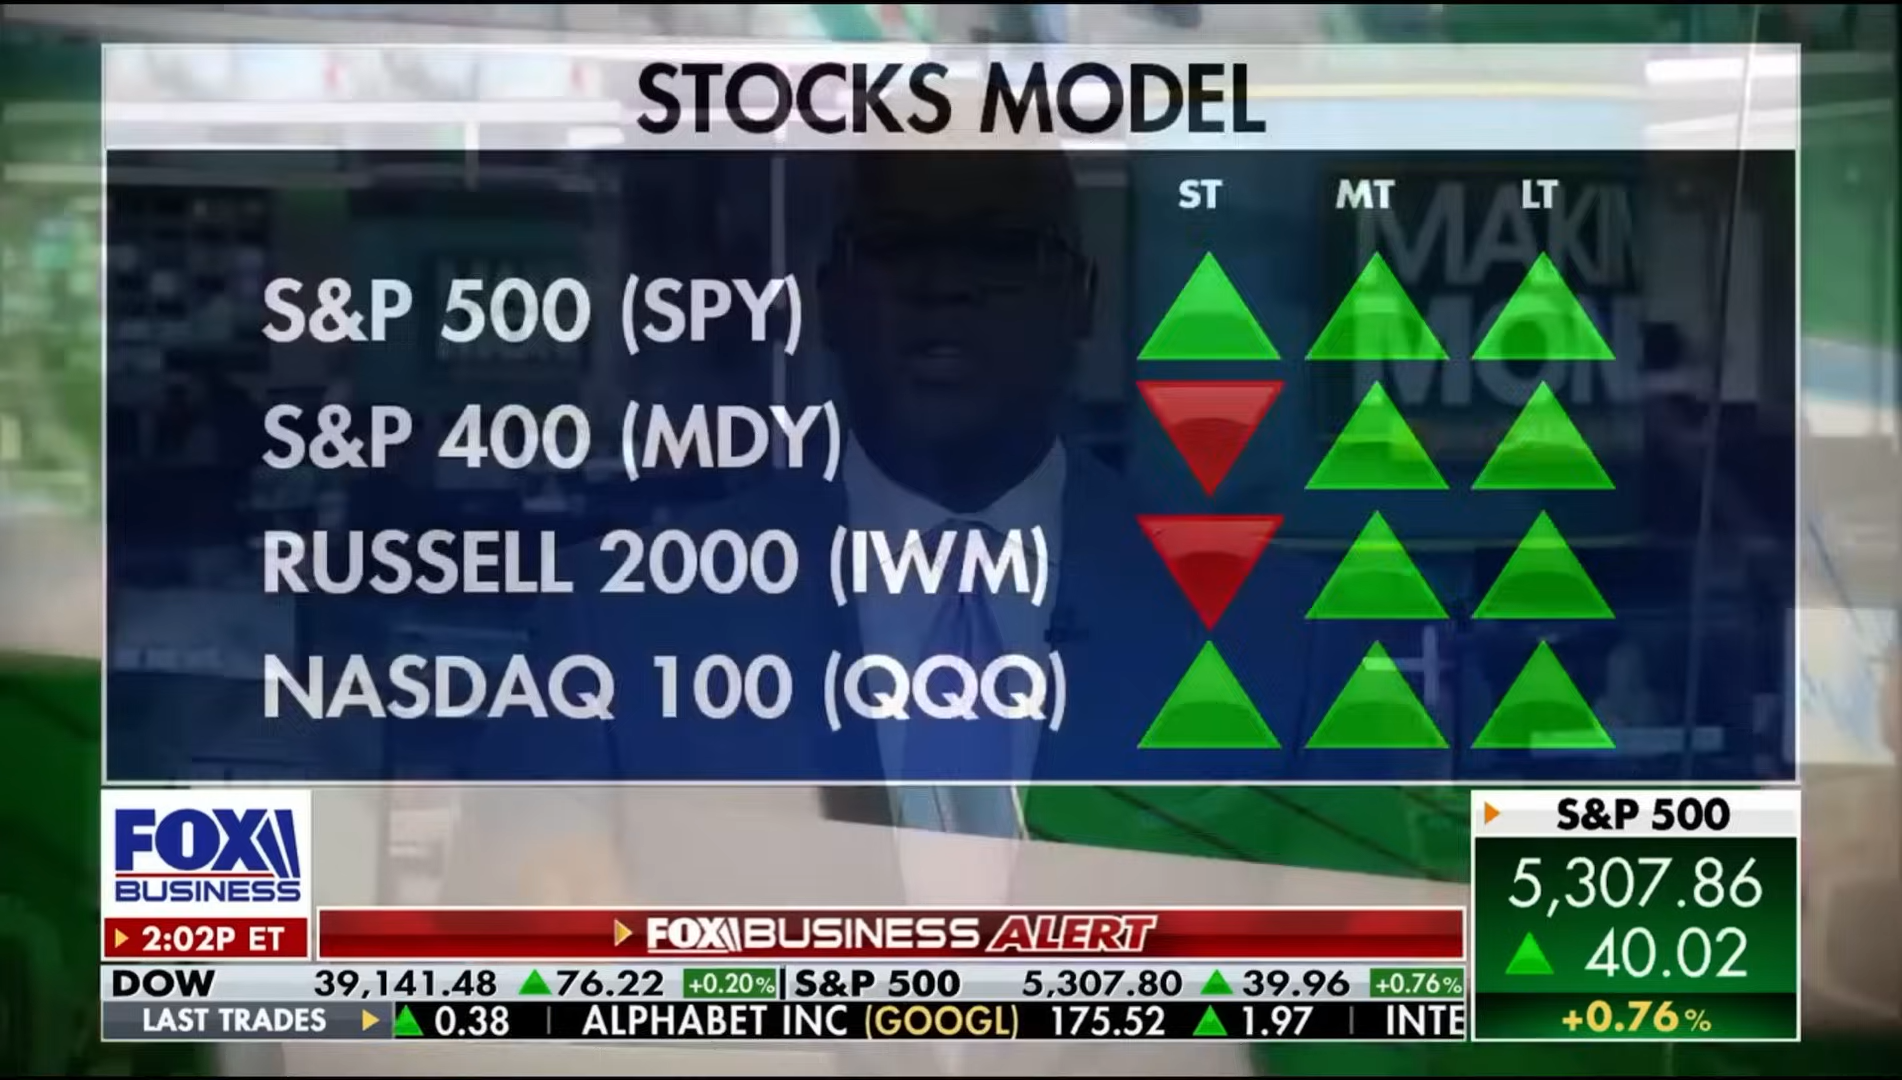 STOCKS MODEL
ST MT LT
S&P 500 (SPY)
S&P 400 (MDY)
RUSSELL 2000 (IWM)
NASDAQ 100 (QQQ)
MAKIN
MON
FOX BUSINESS
2:02P ET
FOX BUSINESS ALERT
S&P 500
5,307.86
40.02
+0.76%
DOW 39,141.48 76.22 +0.20% S&P 500 5,307.80 39.96 +0.76%
LAST TRADES 0.38 ALPHABET INC (GOOGL) 175.52 1.97 INTE